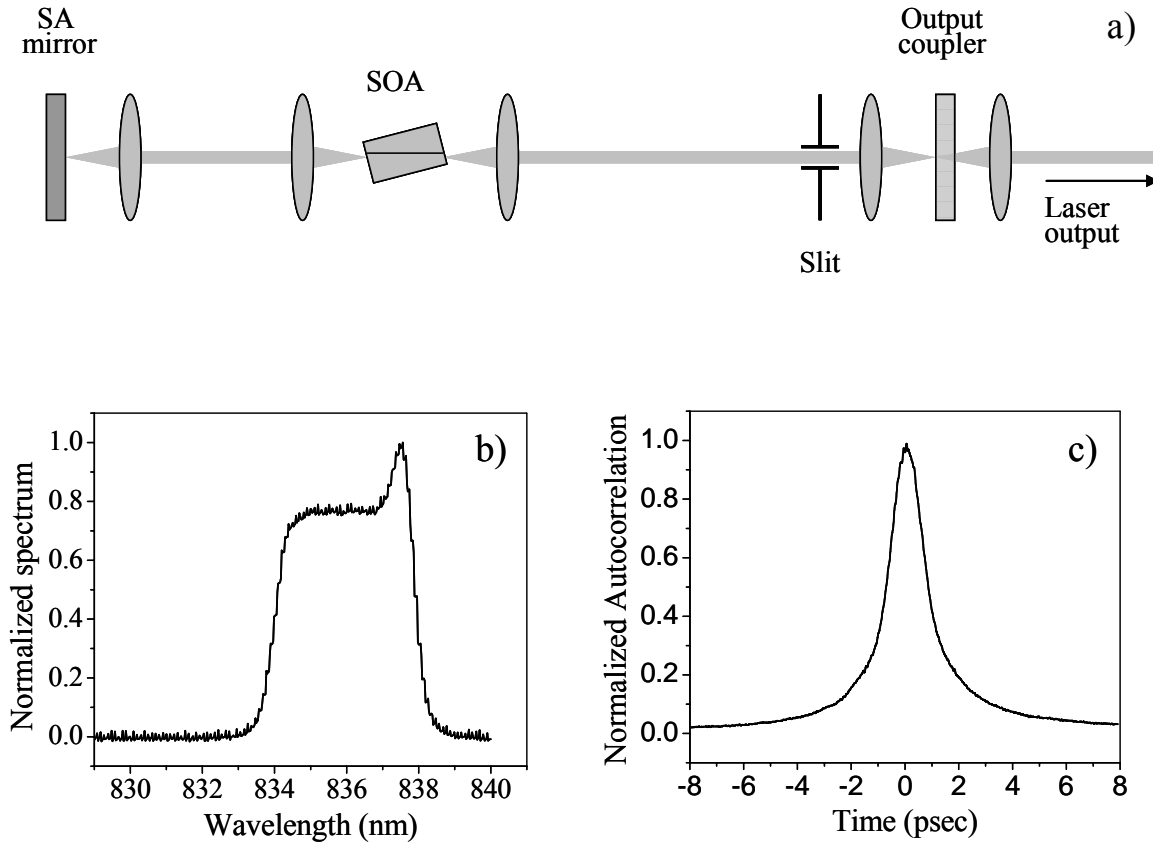 SA
mirror
SOA
Output
coupler
a)
Slit
Laser
output
b)
Normalized spectrum
1.0
0.8
0.6
0.4
0.2
0.0
830 832 834 836 838 840
Wavelength (nm)
c)
Normalized Autocorrelation
1.0
0.8
0.6
0.4
0.2
0.0
-8 -6 -4 -2 0 2 4 6 8
Time (psec)